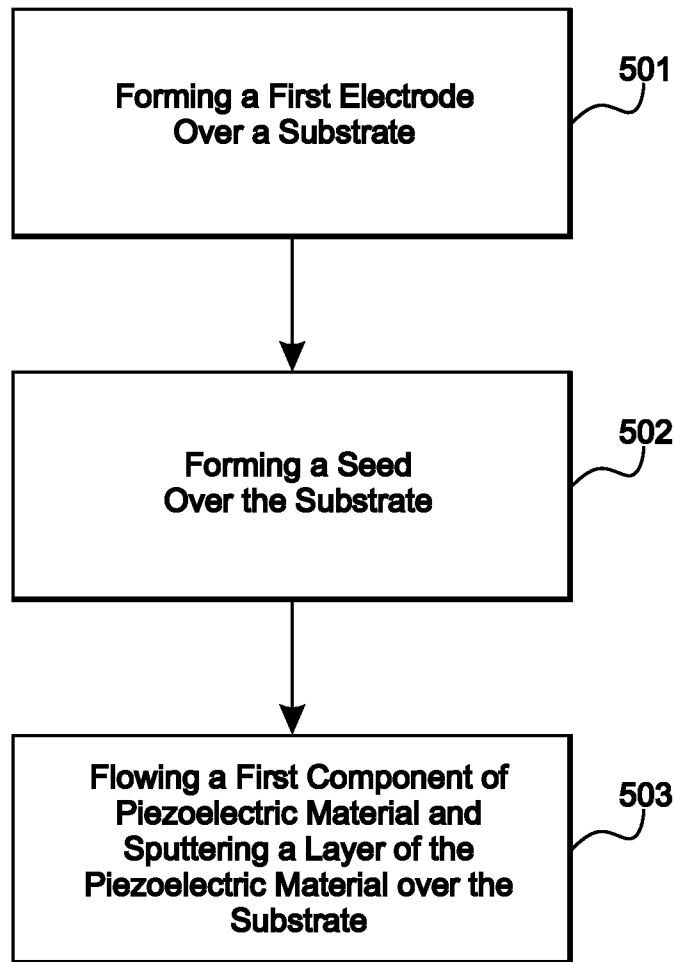 Forming a First Electrode
Over a Substrate
501
Forming a Seed
Over the Substrate
502
Flowing a First Component of
Piezoelectric Material and
Sputtering a Layer of the
Piezoelectric Material over the
Substrate
503